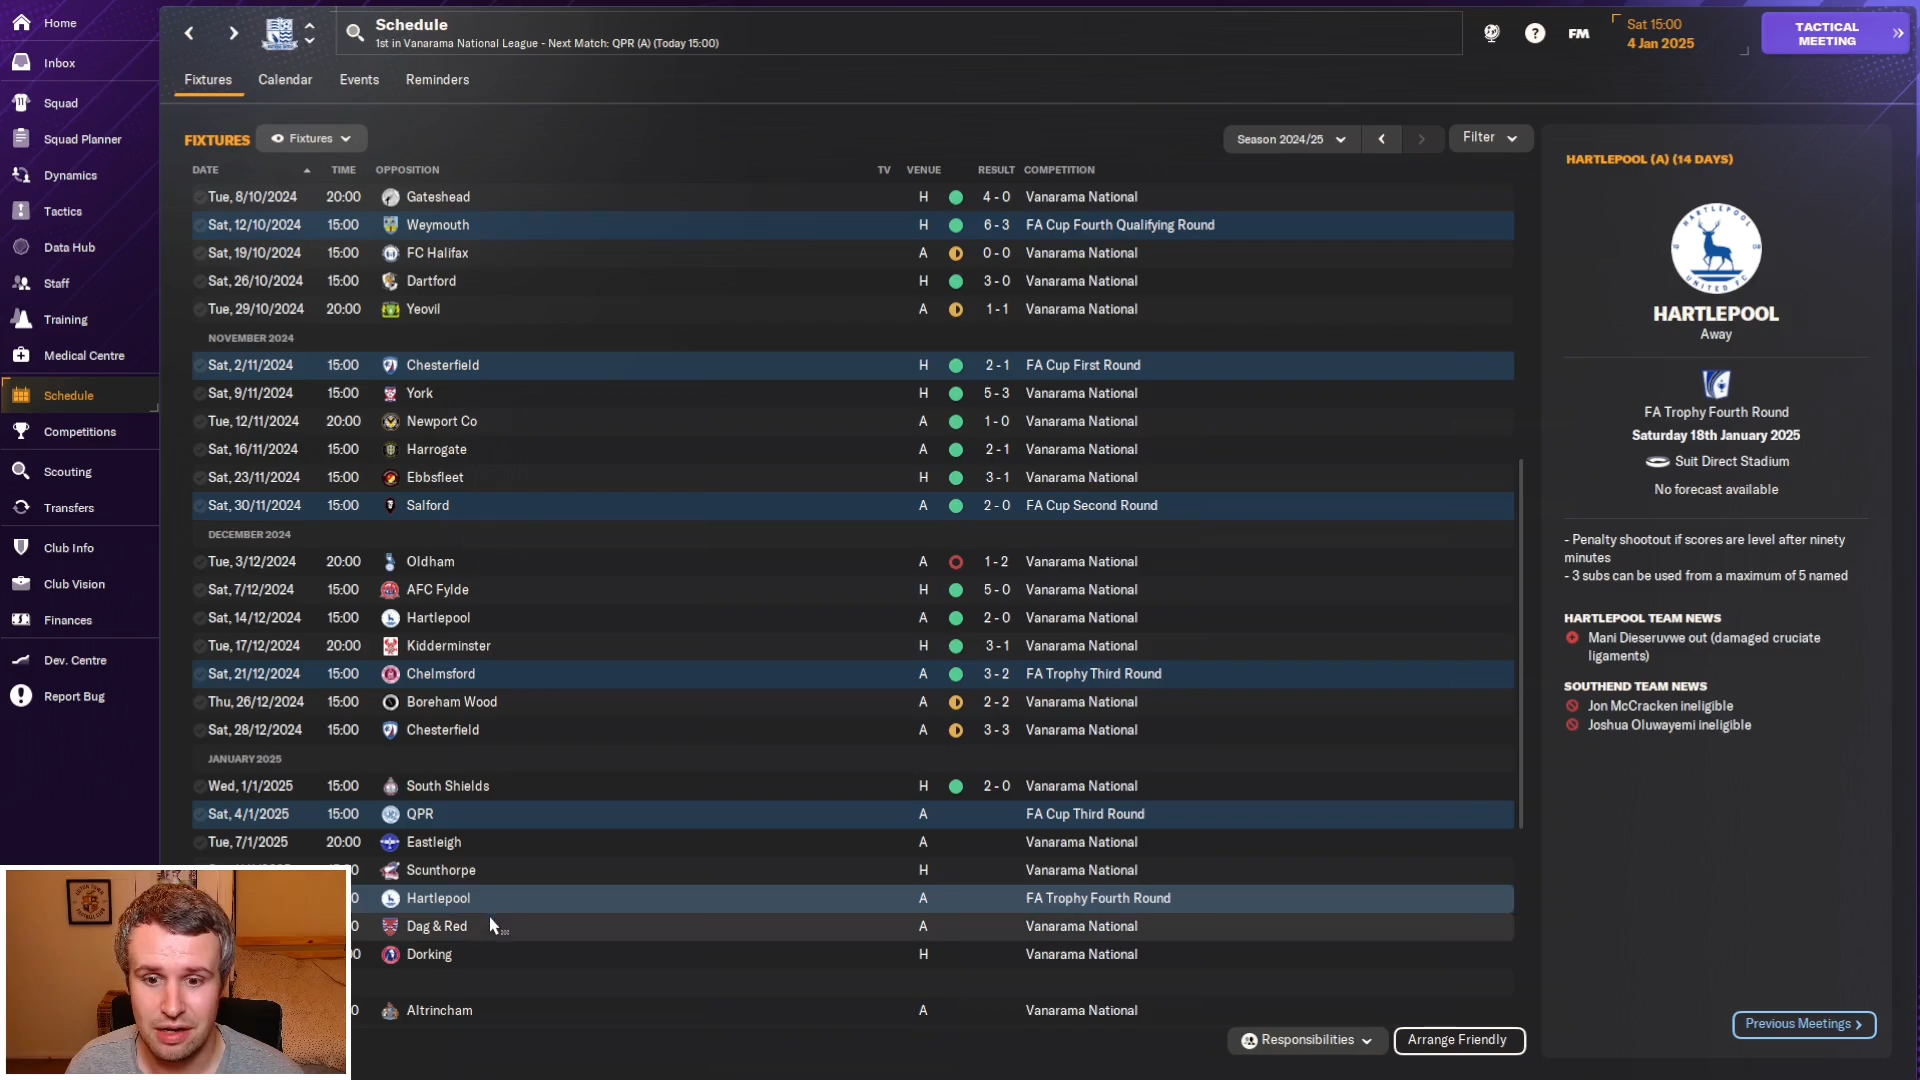 Home
Inbox
Squad
Squad Planner
Dynamics
Tactics
Data Hub
Staff
Training
Medical Centre
Schedule
Competitions
Scouting
Transfers
Club Info
Club Vision
Finances
Dev. Centre
Report Bug
Schedule
1st in Vanarama National League - Next Match: QPR (A) (Today 15:00)
FM
Sat 15:00
4 Jan 2025
TACTICAL MEETING
Fixtures Calendar Events Reminders
FIXTURES Fixtures Season 2024/25 Filter
DATE TIME OPPOSITION TV VENUE RESULT COMPETITION
Tue, 8/10/2024 20:00 Gateshead H 4 - 0 Vanarama National
Sat, 12/10/2024 15:00 Weymouth H 6 - 3 FA Cup Fourth Qualifying Round
Sat, 19/10/2024 15:00 FC Halifax A 0 - 0 Vanarama National
Sat, 26/10/2024 15:00 Dartford H 3 - 0 Vanarama National
Tue, 29/10/2024 20:00 Yeovil A 1 - 1 Vanarama National
NOVEMBER 2024
Sat, 2/11/2024 15:00 Chesterfield H 2 - 1 FA Cup First Round
Sat, 9/11/2024 15:00 York H 5 - 3 Vanarama National
Tue, 12/11/2024 20:00 Newport Co A 1 - 0 Vanarama National
Sat, 16/11/2024 15:00 Harrogate A 2 - 1 Vanarama National
Sat, 23/11/2024 15:00 Ebbsfleet H 3 - 1 Vanarama National
Sat, 30/11/2024 15:00 Salford A 2 - 0 FA Cup Second Round
DECEMBER 2024
Tue, 3/12/2024 20:00 Oldham A 1 - 2 Vanarama National
Sat, 7/12/2024 15:00 AFC Fylde H 5 - 0 Vanarama National
Sat, 14/12/2024 15:00 Hartlepool A 2 - 0 Vanarama National
Tue, 17/12/2024 20:00 Kidderminster H 3 - 1 Vanarama National
Sat, 21/12/2024 15:00 Chelmsford A 3 - 2 FA Trophy Third Round
Thu, 26/12/2024 15:00 Boreham Wood A 2 - 2 Vanarama National
Sat, 28/12/2024 15:00 Chesterfield A 3 - 3 Vanarama National
JANUARY 2025
Wed, 1/1/2025 15:00 South Shields H 2 - 0 Vanarama National
Sat, 4/1/2025 15:00 QPR A FA Cup Third Round
Tue, 7/1/2025 20:00 Eastleigh A Vanarama National
Scunthorpe H Vanarama National
Hartlepool A FA Trophy Fourth Round
Dag & Red A Vanarama National
Dorking H Vanarama National
Altrincham A Vanarama National
Responsibilities Arrange Friendly
HARTLEPOOL (A) (14 DAYS)
HARTLEPOOL
UNITED FC
HARTLEPOOL
Away
FA Trophy Fourth Round
Saturday 18th January 2025
Suit Direct Stadium
No forecast available
- Penalty shootout if scores are level after ninety
minutes
- 3 subs can be used from a maximum of 5 named
HARTLEPOOL TEAM NEWS
Mani Dieseruvwe out (damaged cruciate
ligaments)
SOUTHEND TEAM NEWS
Jon McCracken ineligible
Joshua Oluwayemi ineligible
Previous Meetings